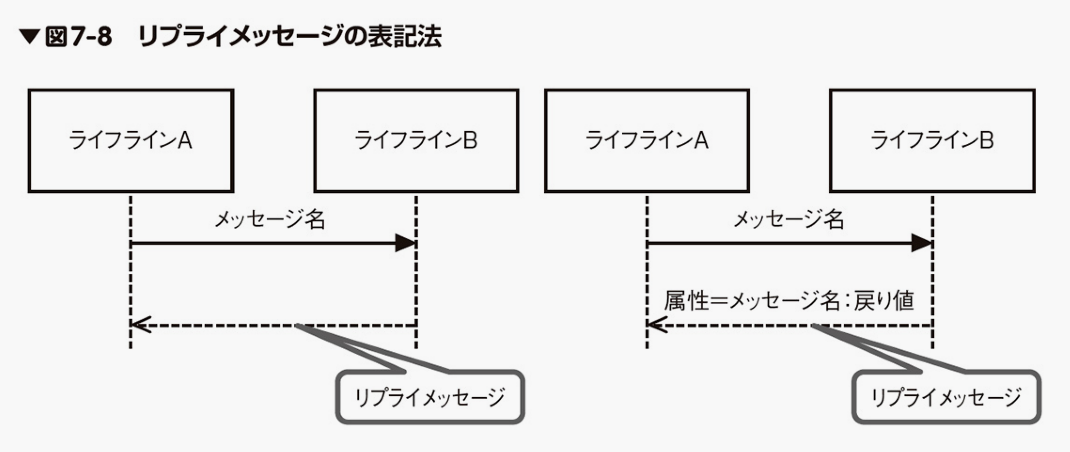 ▼図7-8 リプライメッセージの表記法
ライフラインA
ライフラインB
メッセージ名
リプライメッセージ
ライフラインA
ライフラインB
メッセージ名
属性＝メッセージ名：戻り値
リプライメッセージ